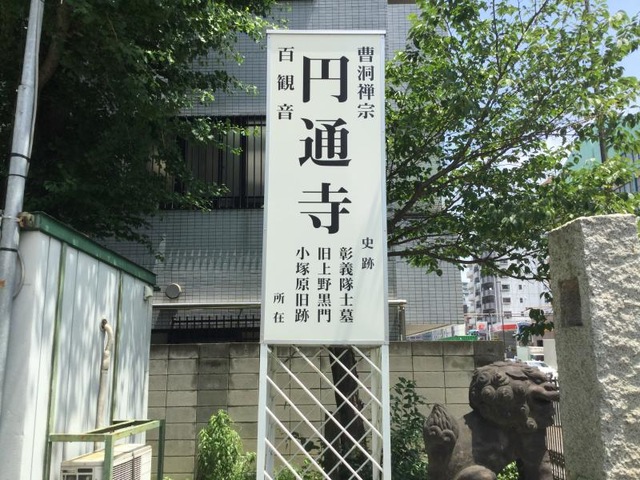 曹洞禅宗
円通寺
百観音
史跡
彰義隊士墓
旧上野黒門
小塚原旧跡
所在